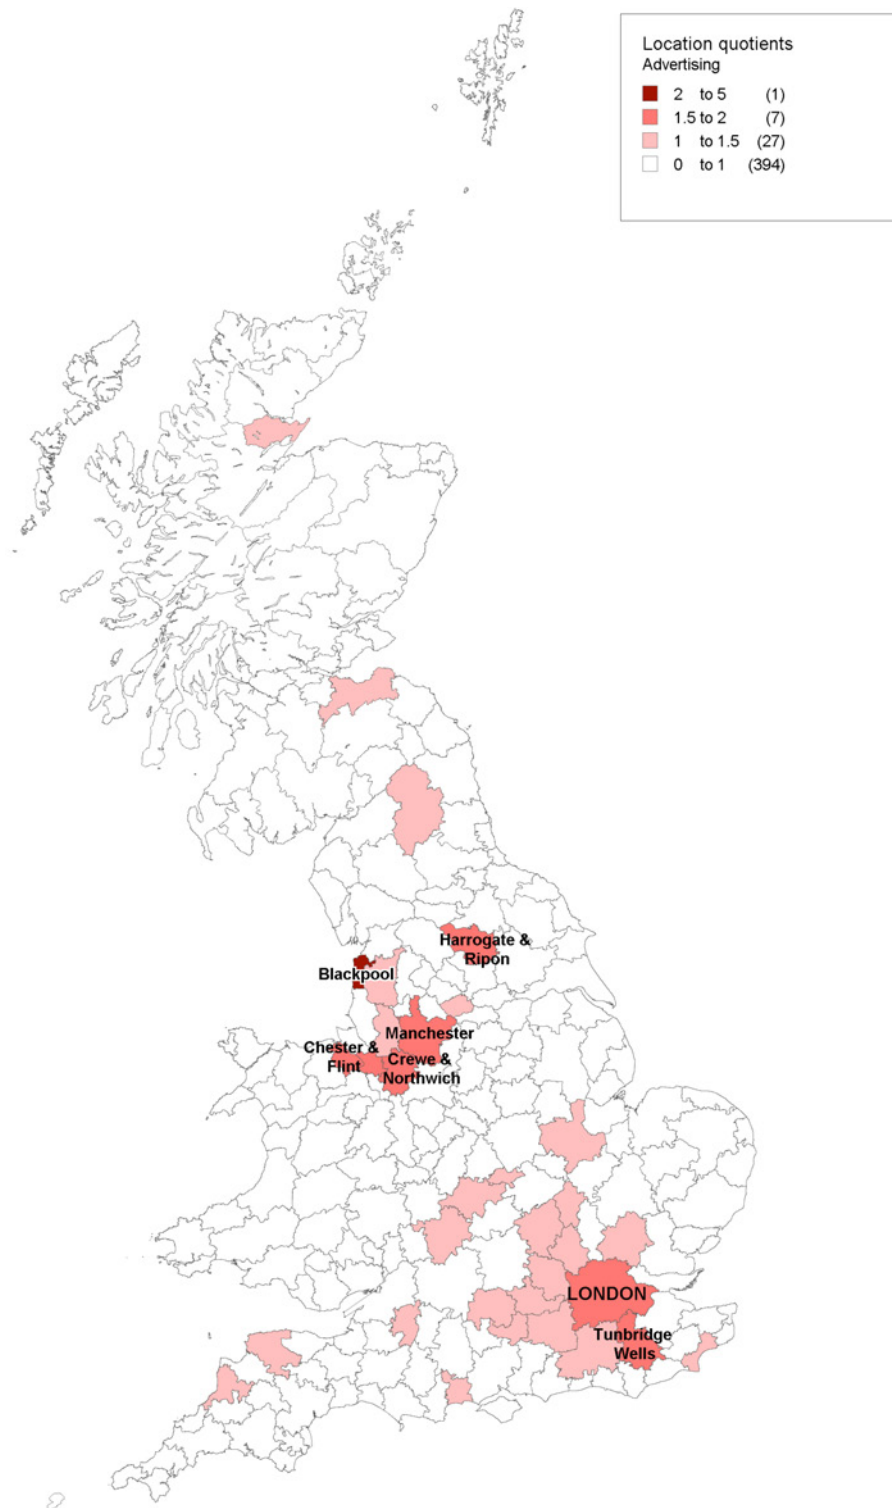 Location quotients
Advertising
2 to 5 (1)
1.5 to 2 (7)
1 to 1.5 (27)
0 to 1 (394)
Harrogate &
Ripon
Blackpool
Manchester
Chester &
Flint
Crewe &
Northwich
LONDON
Tunbridge
Wells